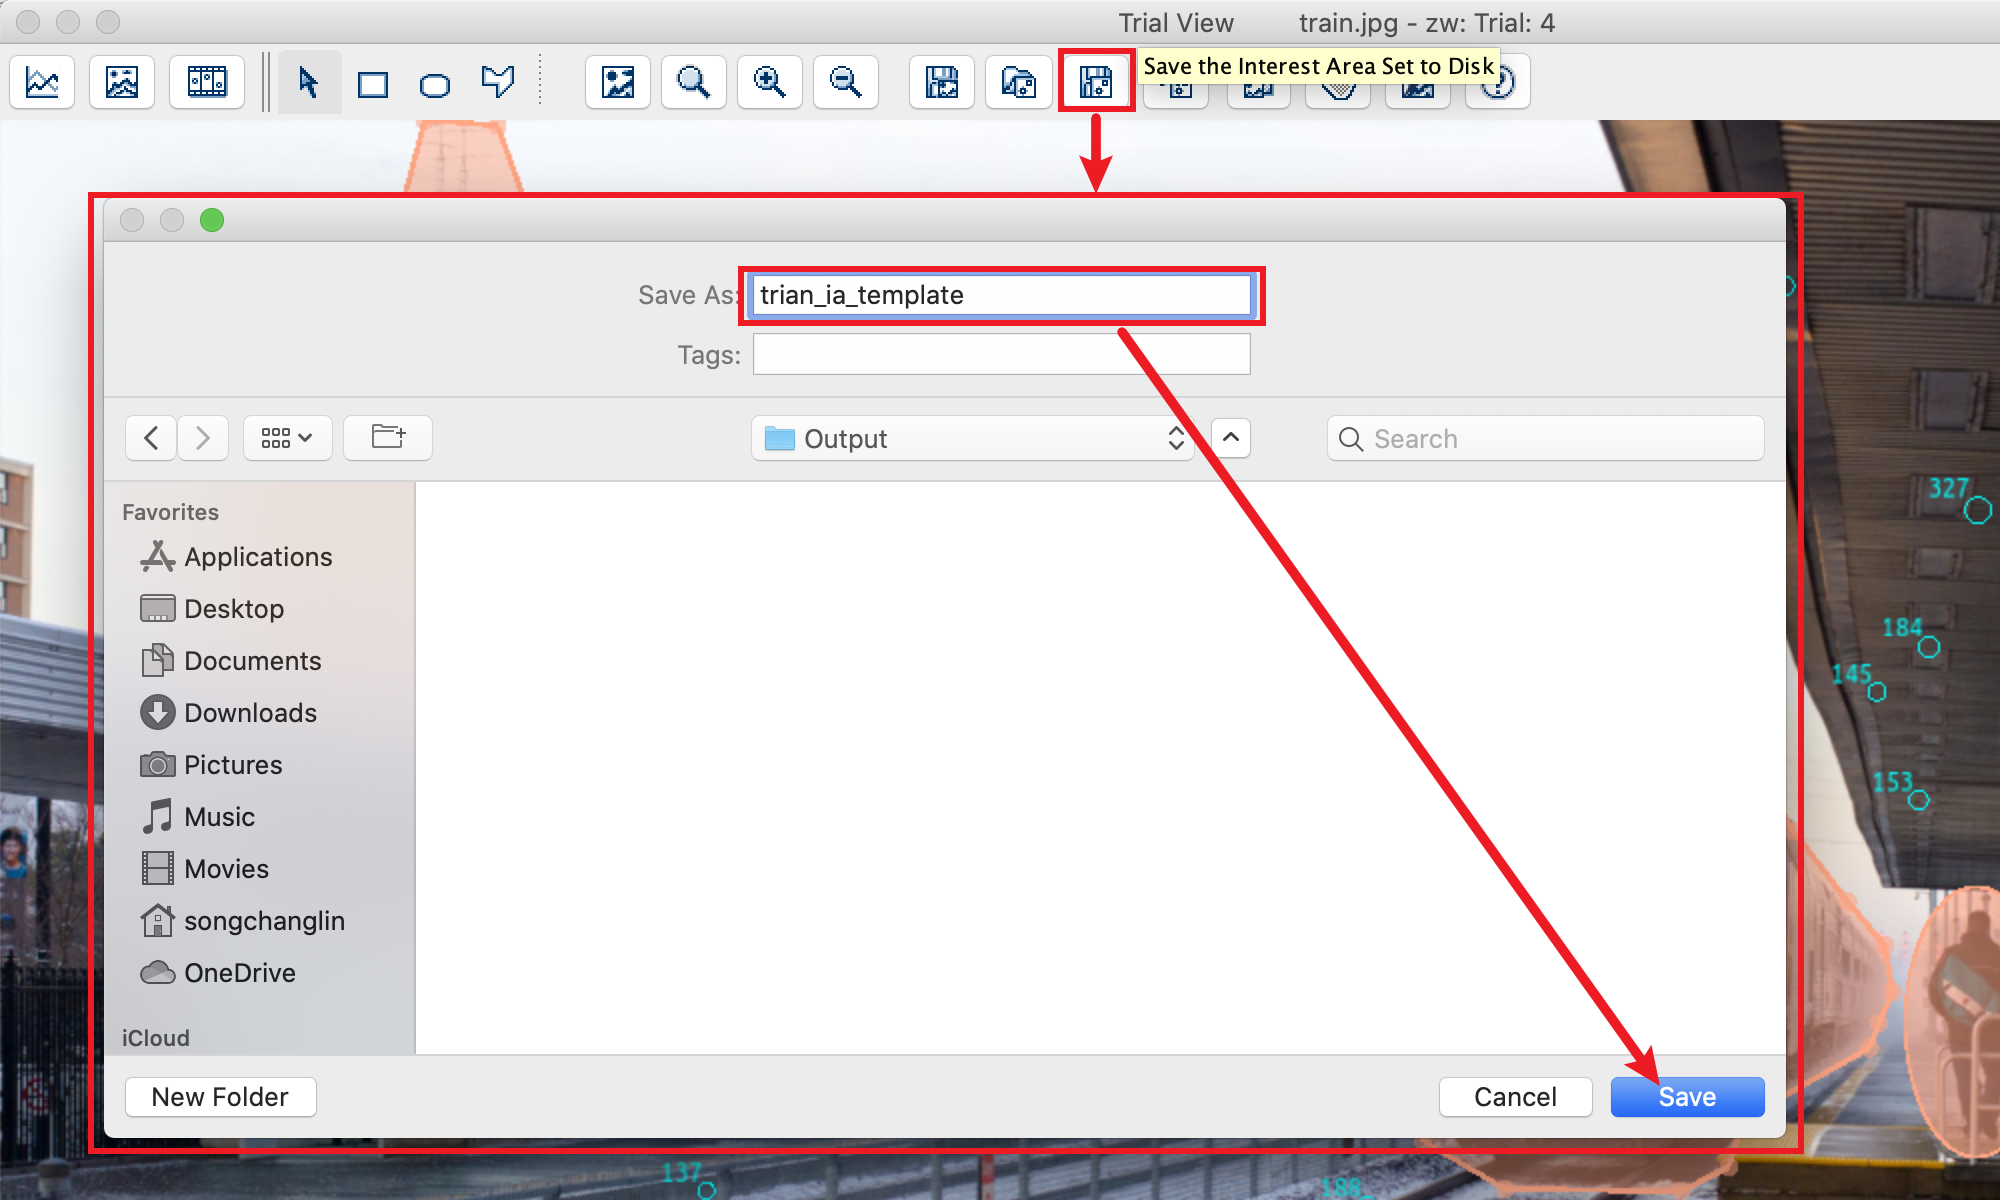 Trial View train.jpg - zw: Trial: 4
Save the Interest Area Set to Disk
Save As: trian_ia_template
Tags:
Output
Search
Favorites
Applications
Desktop
Documents
Downloads
Pictures
Music
Movies
songchanglin
OneDrive
iCloud
New Folder
Cancel
Save
327
184
145
153
137
188